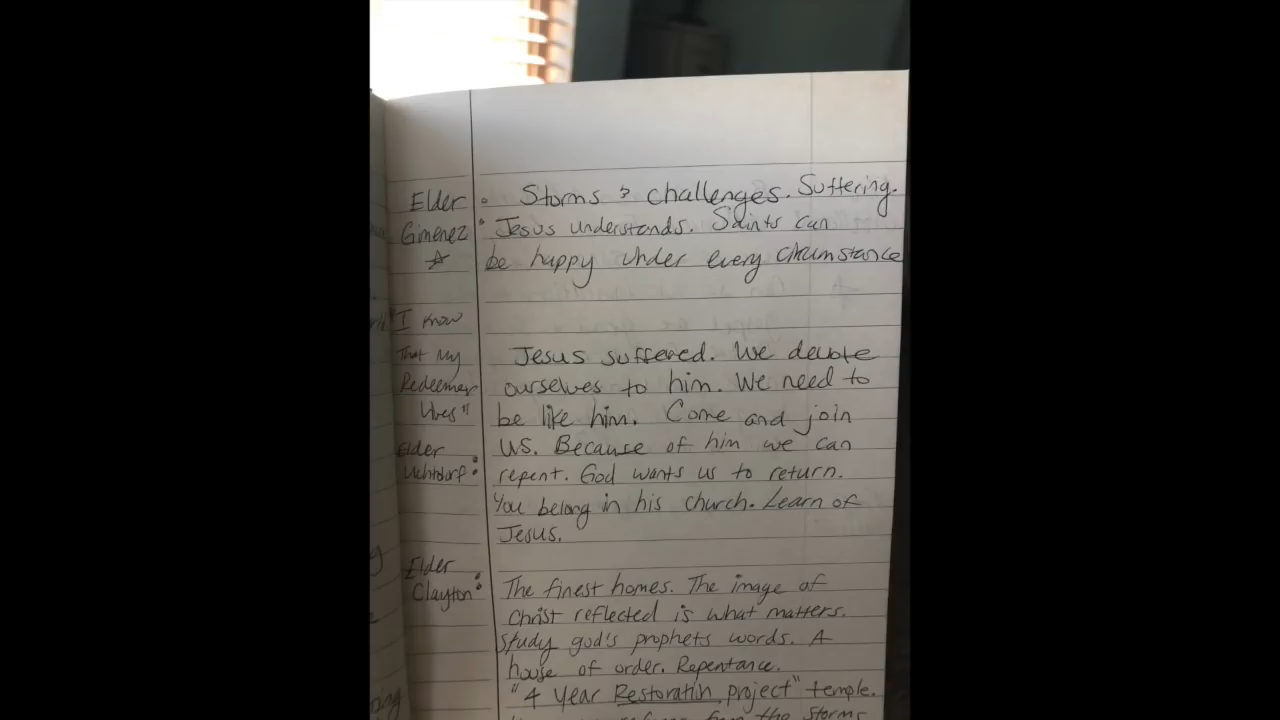 Elder : Storms & challenges. Suffering.
Gimenez Jesus understands. Saints can
☆ be happy under every cirumstance
"I know
That My Jesus suffered. We devote
Redeemer ourselves to him. We need to
lives" be like him. Come and join
us. Because of him we can
Elder
Uchtdorf: repent. God wants us to return.
You belong in his church. Learn of
Jesus.
Elder
Clayton: The finest homes. The image of
Christ reflected is what matters.
Study god's prophets words. A
house of order. Repentance.
"4 year Restoratin project" temple.
the storms